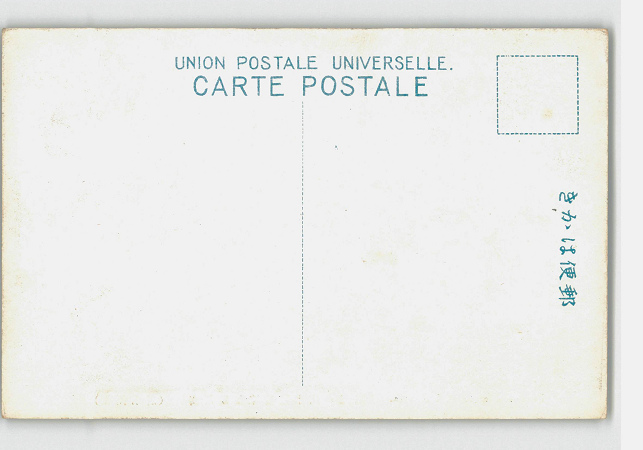 UNION POSTALE UNIVERSELLE.
CARTE POSTALE
きかは便郵